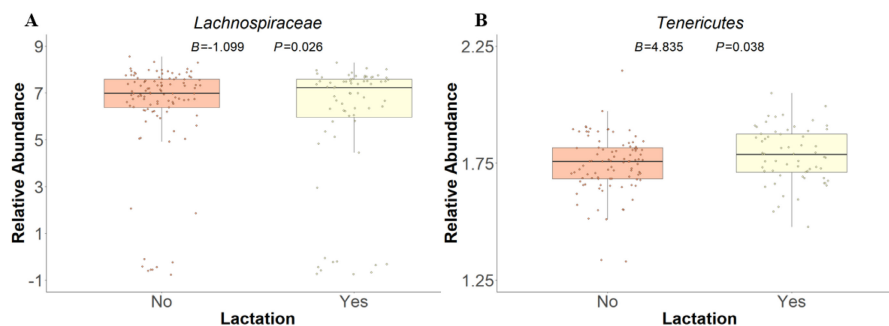 A
Lachnospiraceae
B=-1.099 P=0.026
Relative Abundance
9
7
5
3
1
-1
No Yes
Lactation
B
Tenericutes
B=4.835 P=0.038
Relative Abundance
2.25
1.75
1.25
No Yes
Lactation